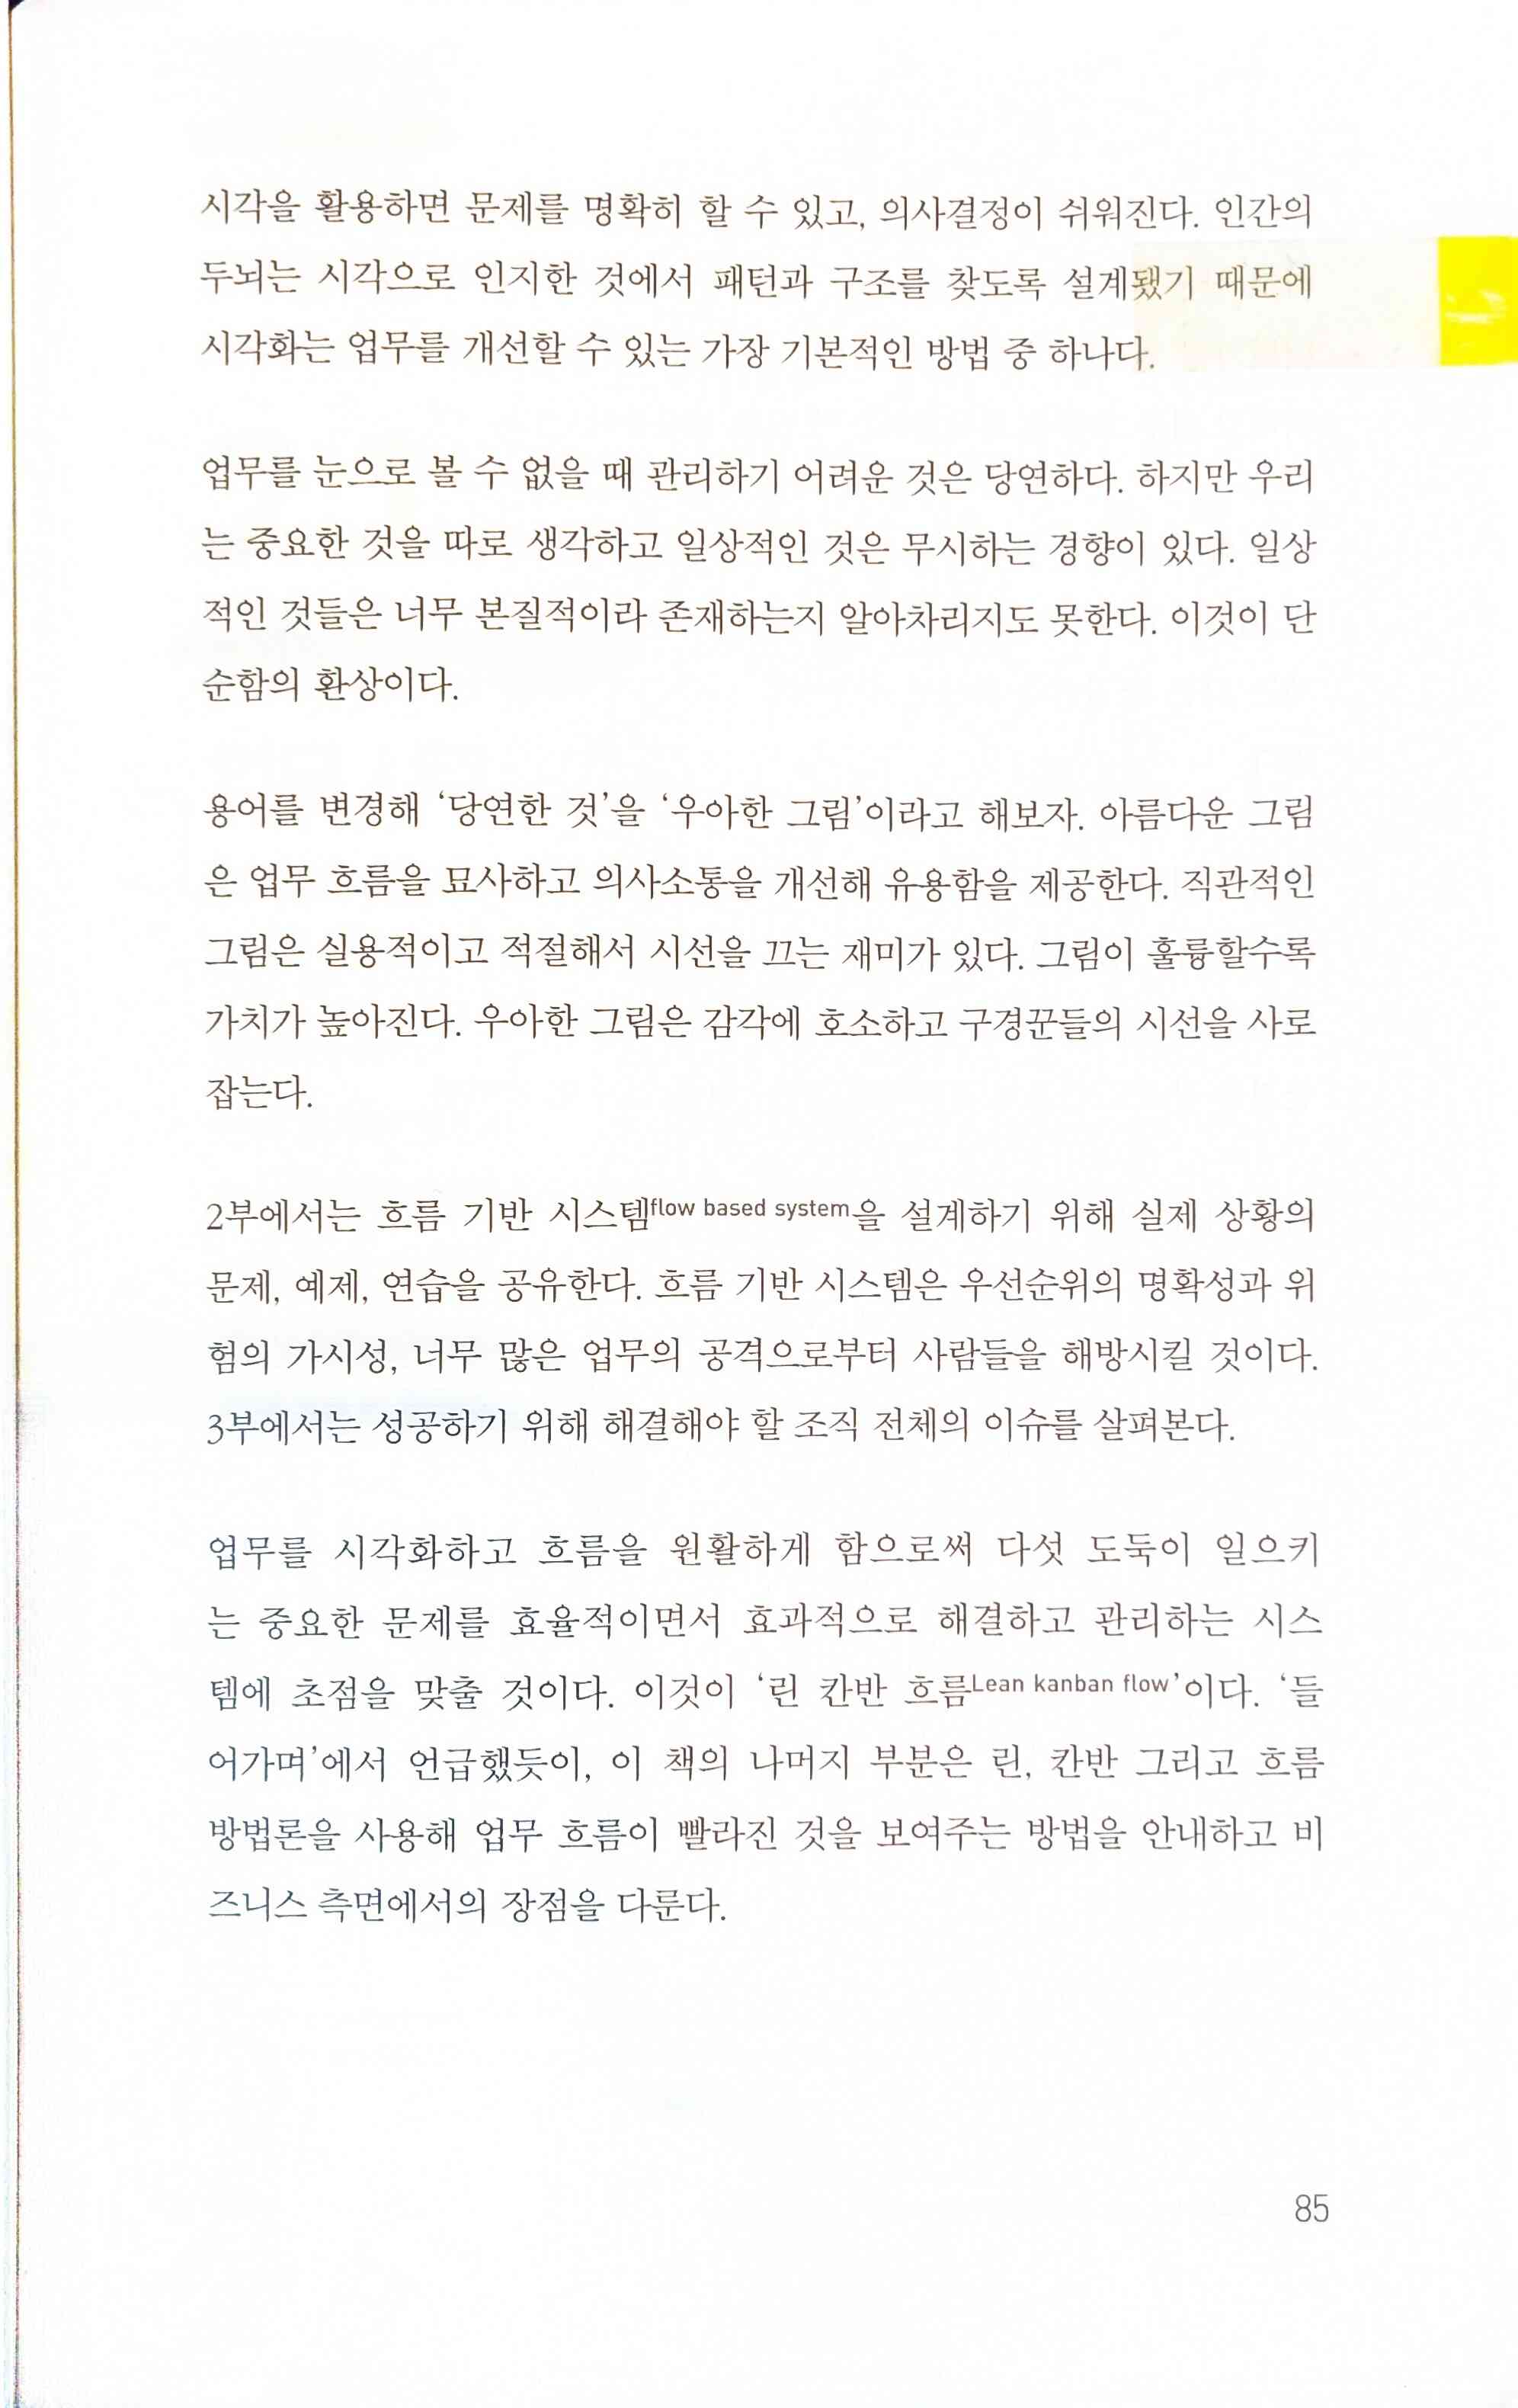 시각을 활용하면 문제를 명확히 할 수 있고, 의사결정이 쉬워진다. 인간의
두뇌는 시각으로 인지한 것에서 패턴과 구조를 찾도록 설계됐기 때문에
시각화는 업무를 개선할 수 있는 가장 기본적인 방법 중 하나다.
업무를 눈으로 볼 수 없을 때 관리하기 어려운 것은 당연하다. 하지만 우리
는 중요한 것을 따로 생각하고 일상적인 것은 무시하는 경향이 있다. 일상
적인 것들은 너무 본질적이라 존재하는지 알아차리지도 못한다. 이것이 단
순함의 환상이다.
용어를 변경해 ‘당연한 것’을 ‘우아한 그림’이라고 해보자. 아름다운 그림
은 업무 흐름을 묘사하고 의사소통을 개선해 유용함을 제공한다. 직관적인
그림은 실용적이고 적절해서 시선을 끄는 재미가 있다. 그림이 훌륭할수록
가치가 높아진다. 우아한 그림은 감각에 호소하고 구경꾼들의 시선을 사로
잡는다.
2부에서는 흐름 기반 시스템flow based system을 설계하기 위해 실제 상황의
문제, 예제, 연습을 공유한다. 흐름 기반 시스템은 우선순위의 명확성과 위
험의 가시성, 너무 많은 업무의 공격으로부터 사람들을 해방시킬 것이다.
3부에서는 성공하기 위해 해결해야 할 조직 전체의 이슈를 살펴본다.
업무를 시각화하고 흐름을 원활하게 함으로써 다섯 도둑이 일으키
는 중요한 문제를 효율적이면서 효과적으로 해결하고 관리하는 시스
템에 초점을 맞출 것이다. 이것이 ‘린 칸반 흐름Lean kanban flow’이다. ‘들
어가며’에서 언급했듯이, 이 책의 나머지 부분은 린, 칸반 그리고 흐름
방법론을 사용해 업무 흐름이 빨라진 것을 보여주는 방법을 안내하고 비
즈니스 측면에서의 장점을 다룬다.
85